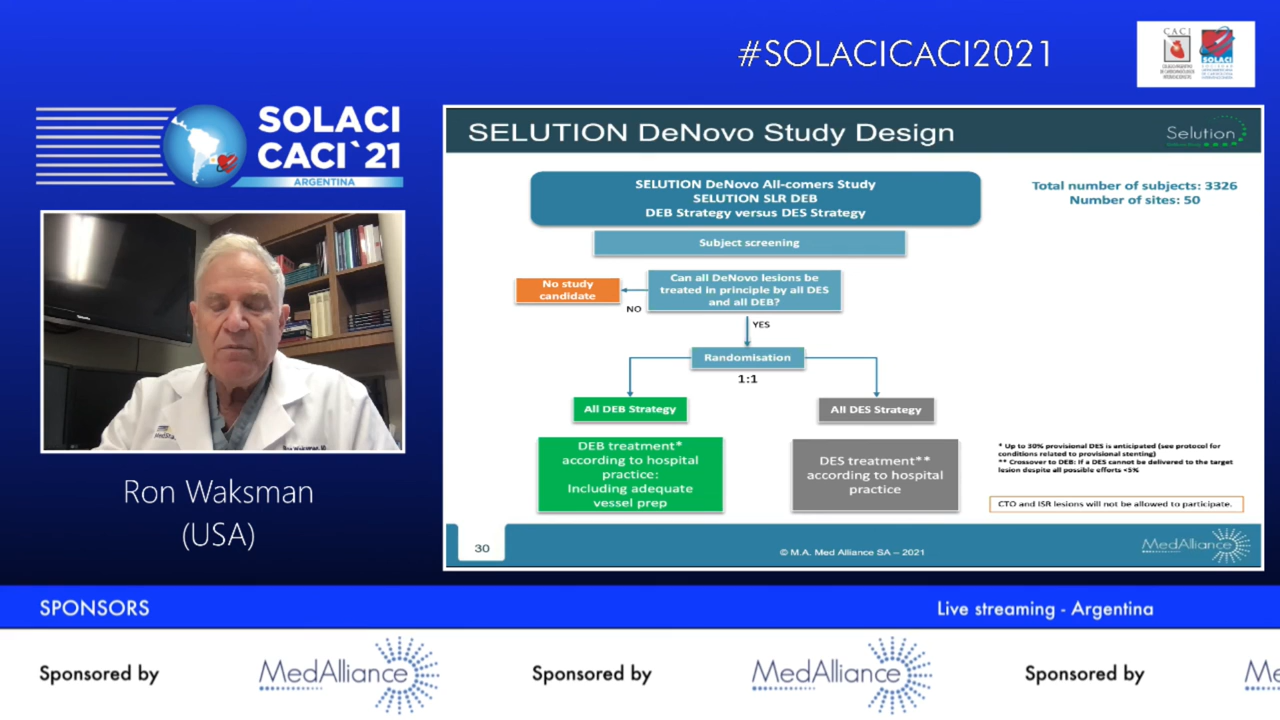 #SOLACICACI2021
CACI
SOLACI
SOLACI
CACI`21
ARGENTINA
Ron Waksman
(USA)
SELUTION DeNovo Study Design
Selution
SELUTION DeNovo All-comers Study
SELUTION SLR DEB
DEB Strategy versus DES Strategy
Total number of subjects: 3326
Number of sites: 50
Subject screening
Can all DeNovo lesions be
treated in principle by all DES
and all DEB?
No study
candidate
NO
YES
Randomisation
1:1
All DEB Strategy
All DES Strategy
DEB treatment*
according to hospital
practice:
Including adequate
vessel prep
DES treatment**
according to hospital
practice
* Up to 30% provisional DES is anticipated (see protocol for
conditions related to provisional stenting)
** Crossover to DEB: If a DES cannot be delivered to the target
lesion despite all possible efforts <5%
CTO and ISR lesions will not be allowed to participate.
30
© M.A. Med Alliance SA – 2021
MedAlliance
SPONSORS
Live streaming - Argentina
Sponsored by
MedAlliance
Sponsored by
MedAlliance
Sponsored by
Me